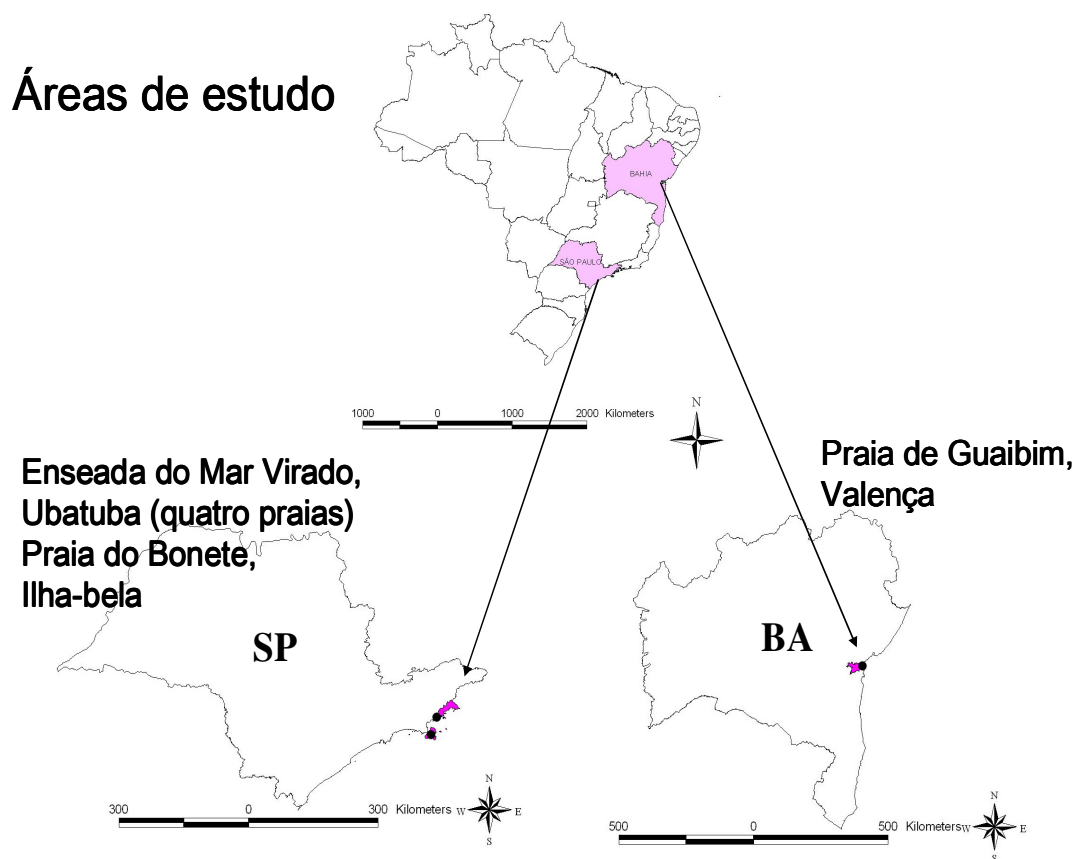 Áreas de estudo
BAHIA
SÃO PAULO
1000 0 1000 2000 Kilometers
N
Enseada do Mar Virado,
Ubatuba (quatro praias)
Praia do Bonete,
Ilha-bela
Praia de Guaibim,
Valença
SP
BA
300 0 300 Kilometers
N
W E
S
500 0 500 Kilometers
N
W E
S